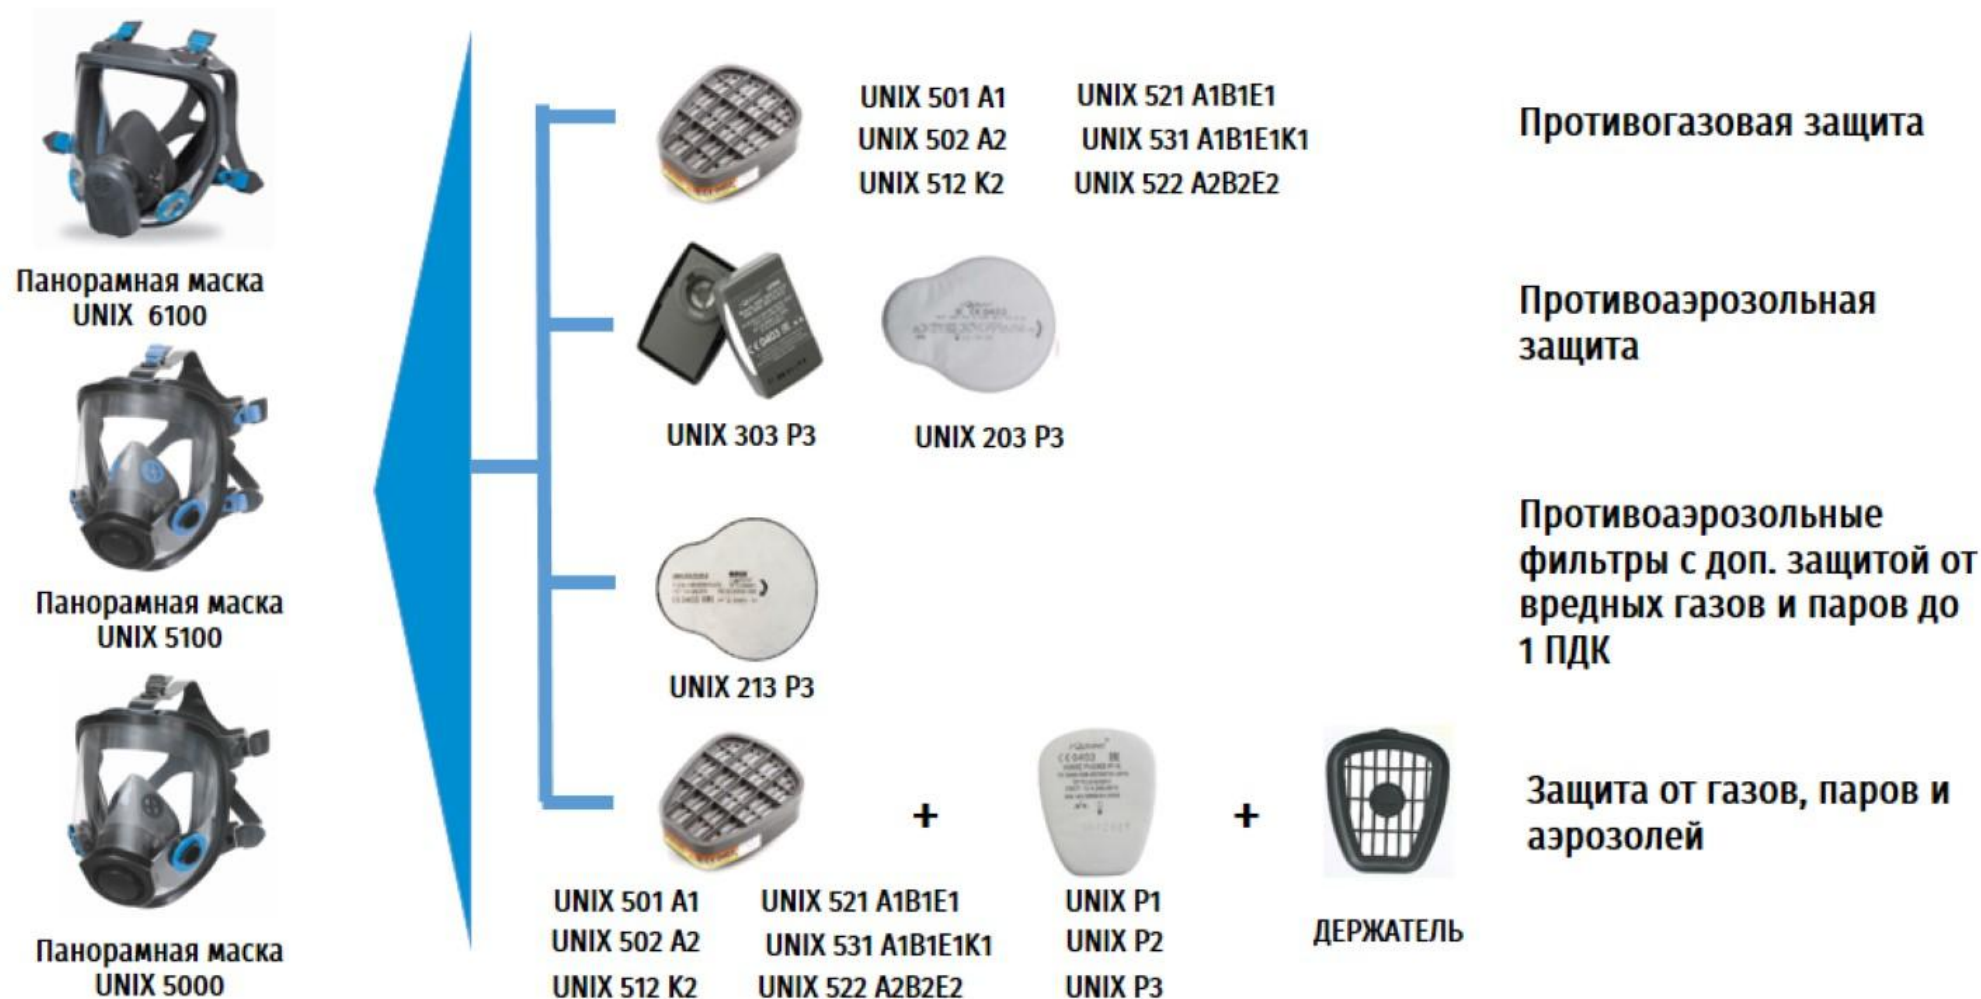 Панорамная маска
UNIX 6100
Панорамная маска
UNIX 5100
Панорамная маска
UNIX 5000
UNIX 501 A1
UNIX 521 A1B1E1
UNIX 502 A2
UNIX 531 A1B1E1K1
UNIX 512 K2
UNIX 522 A2B2E2
Противогазовая защита
UNIX 303 P3
UNIX 203 P3
Противоаэрозольная
защита
UNIX 213 P3
Противоаэрозольные
фильтры с доп. защитой от
вредных газов и паров до
1 ПДК
+
+
UNIX 501 A1
UNIX 521 A1B1E1
UNIX 502 A2
UNIX 531 A1B1E1K1
UNIX 512 K2
UNIX 522 A2B2E2
UNIX P1
UNIX P2
UNIX P3
ДЕРЖАТЕЛЬ
Защита от газов, паров и
аэрозолей